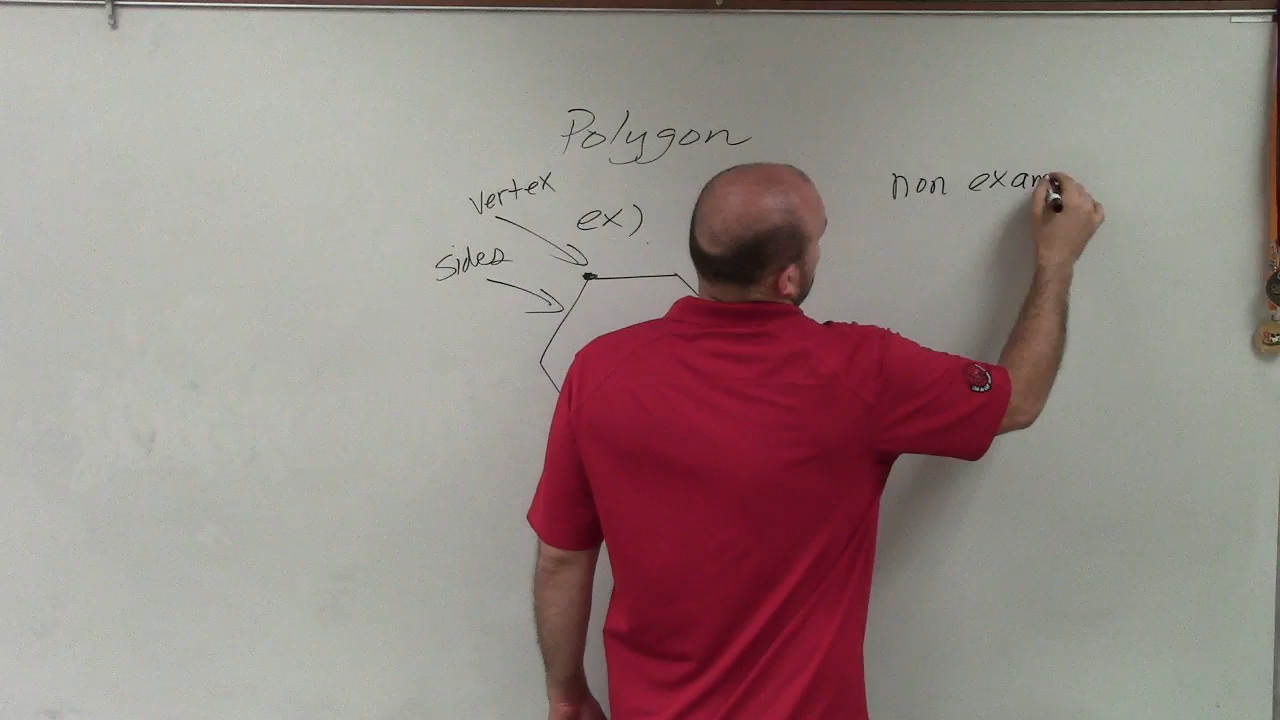 Polygon
vertex
ex)
sides
non exam